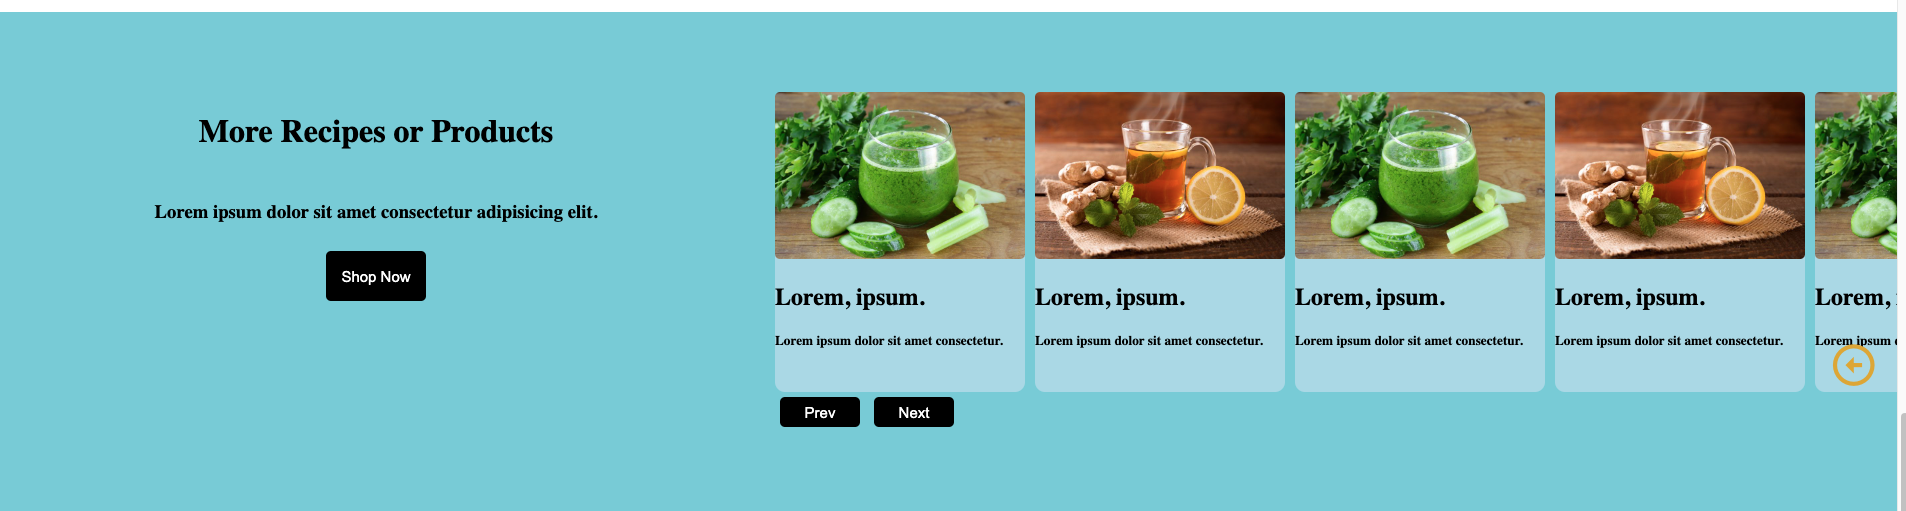 More Recipes or Products
Lorem ipsum dolor sit amet consectetur adipisicing elit.
Shop Now
Lorem, ipsum.
Lorem ipsum dolor sit amet consectetur.
Lorem, ipsum.
Lorem ipsum dolor sit amet consectetur.
Lorem, ipsum.
Lorem ipsum dolor sit amet consectetur.
Lorem, ipsum.
Lorem ipsum dolor sit amet consectetur.
Lorem,
Lorem ipsum d
Prev
Next